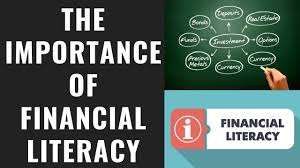 THE
IMPORTANCE
OF
FINANCIAL
LITERACY
Deposits
Bonds
Real Estate
Funds
Investment
Options
Precious
Metals
Currency
Currency
i
FINANCIAL
LITERACY